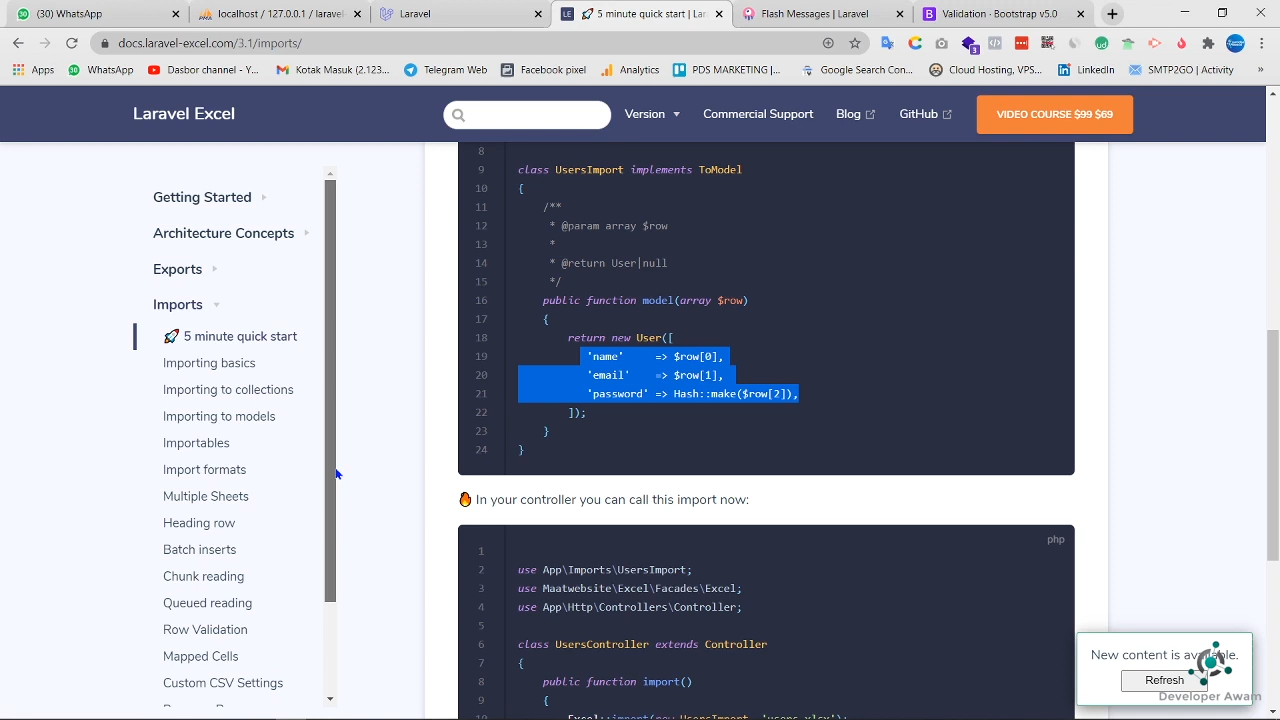 (30) WhatsApp
localhost / 127.0.0.1 / laravel
Laravel
🚀 5 minute quick start | Laravel
Flash Messages | Laravel
Validation · Bootstrap v5.0
docs.laravel-excel.com/3.1/imports/
Apps
WhatsApp
Dasbor channel - Y...
Kotak Masuk (2 123...
Telegram Web
Facebook pixel
Analytics
PDS MARKETING |...
Google Search Con...
Cloud Hosting, VPS...
LinkedIn
SMTP2GO | Activity
»
Laravel Excel
Version
Commercial Support
Blog
GitHub
VIDEO COURSE $99 $69
Getting Started
Architecture Concepts
Exports
Imports
🚀 5 minute quick start
Importing basics
Importing to collections
Importing to models
Importables
Import formats
Multiple Sheets
Heading row
Batch inserts
Chunk reading
Queued reading
Row Validation
Mapped Cells
Custom CSV Settings
8
9 class UsersImport implements ToModel
10 {
11 /**
12 * @param array $row
13 *
14 * @return User|null
15 */
16 public function model(array $row)
17 {
18 return new User([
19 'name' => $row[0],
20 'email' => $row[1],
21 'password' => Hash::make($row[2]),
22 ]);
23 }
24 }
🔥 In your controller you can call this import now:
php
1
2 use App\Imports\UsersImport;
3 use Maatwebsite\Excel\Facades\Excel;
4 use App\Http\Controllers\Controller;
5
6 class UsersController extends Controller
7 {
8 public function import()
9 {
10 Excel::import(new UsersImport, 'users.xlsx');
New content is available.
Refresh
Developer Awam